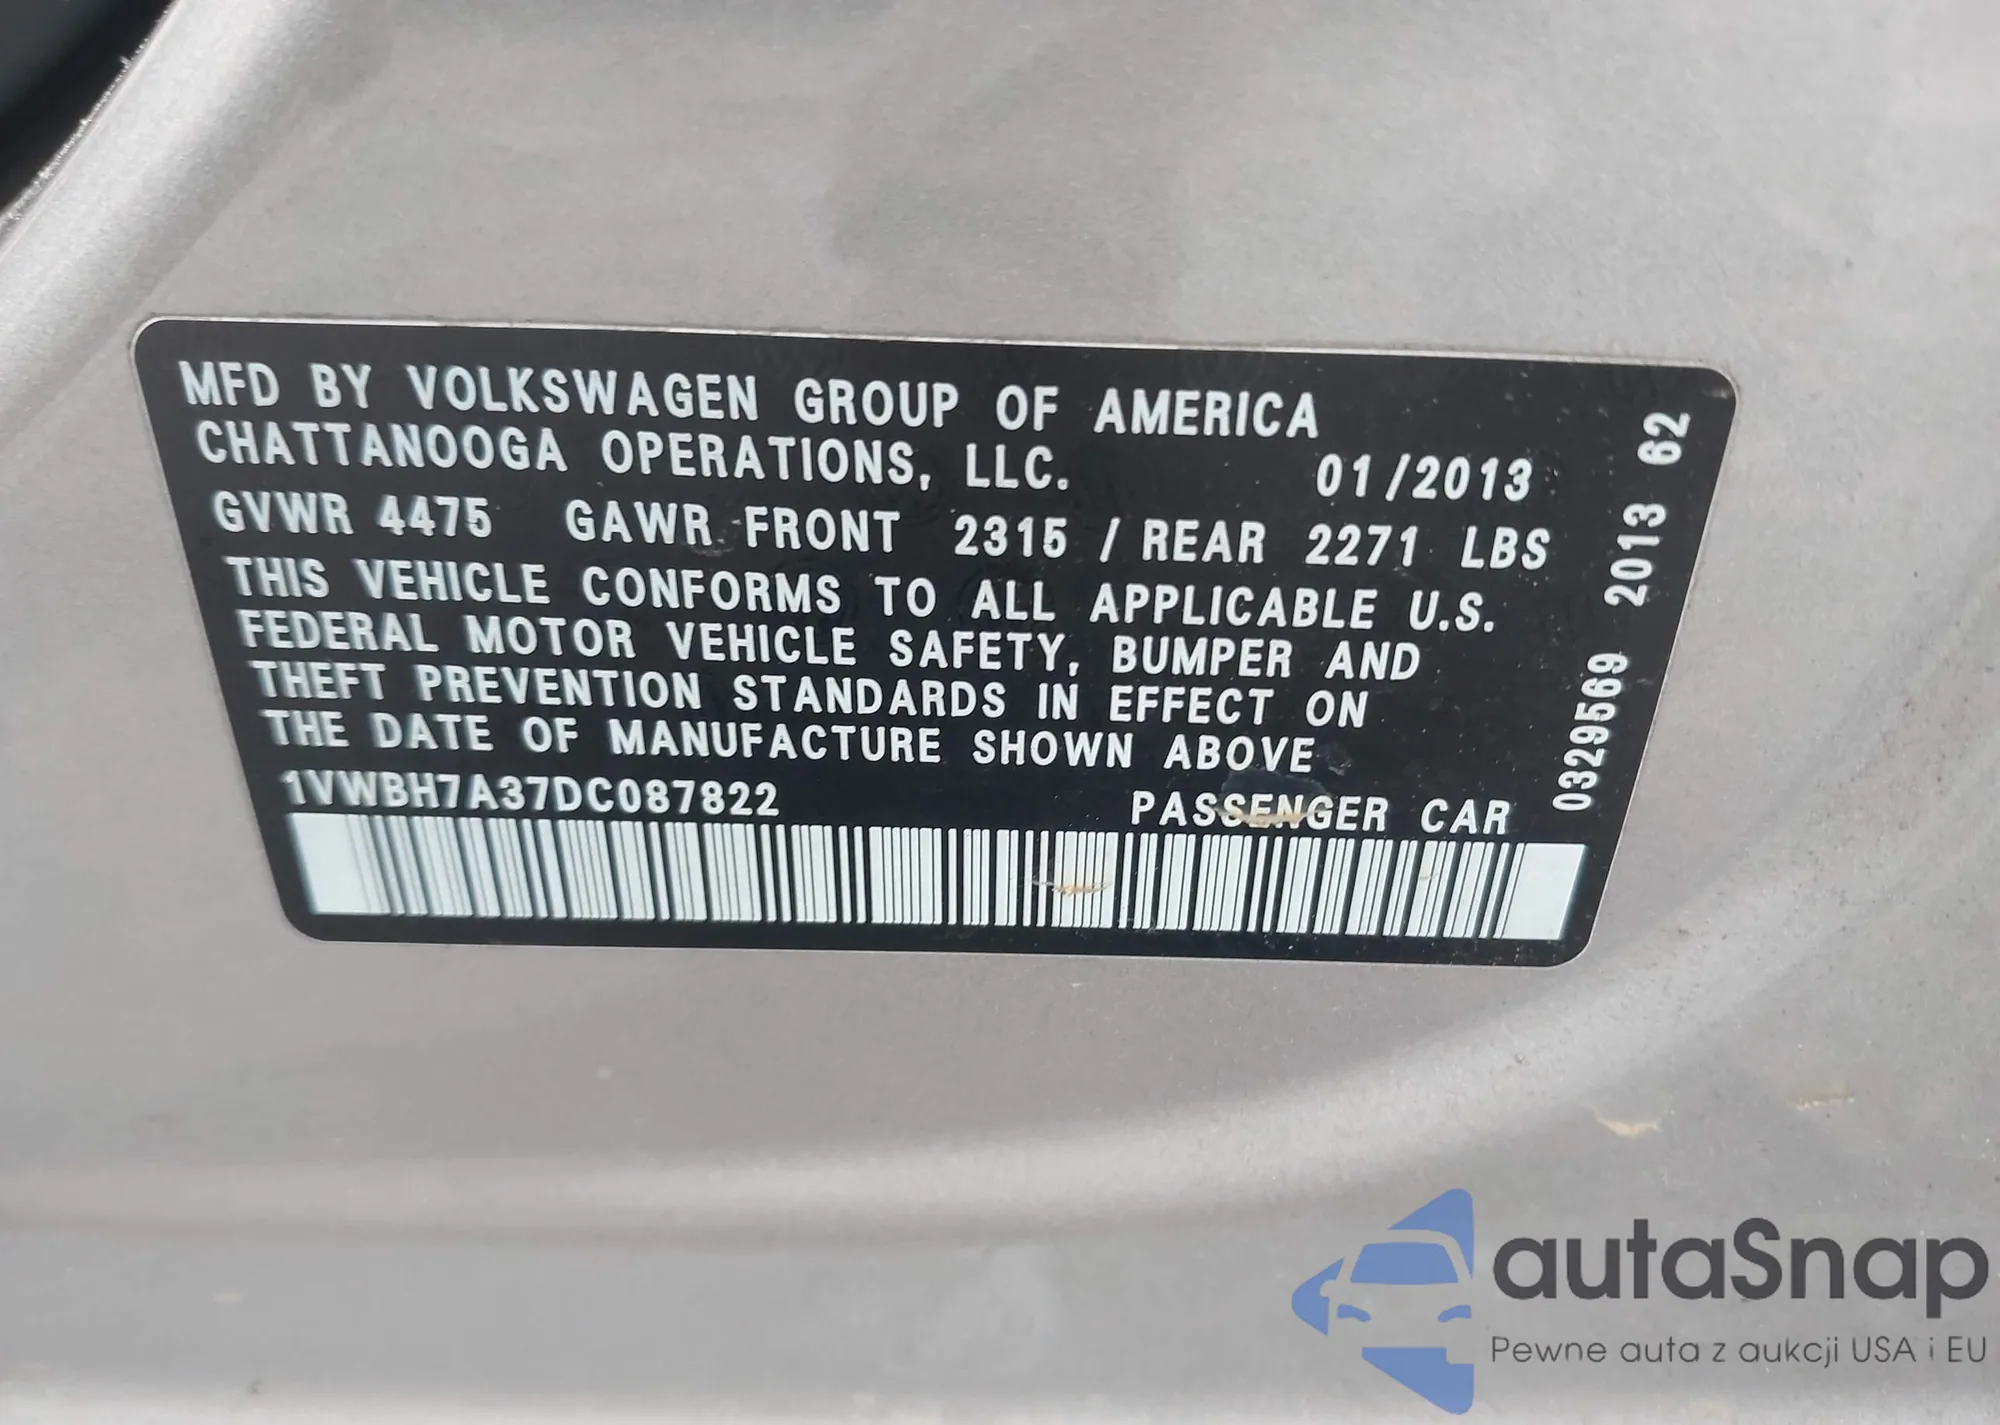 MFD BY VOLKSWAGEN GROUP OF AMERICA
CHATTANOOGA OPERATIONS, LLC. 01/2013
GVWR 4475 GAWR FRONT 2315 / REAR 2271 LBS
THIS VEHICLE CONFORMS TO ALL APPLICABLE U.S.
FEDERAL MOTOR VEHICLE SAFETY, BUMPER AND
THEFT PREVENTION STANDARDS IN EFFECT ON
THE DATE OF MANUFACTURE SHOWN ABOVE
1VWBH7A37DC087822 PASSENGER CAR
0329569 2013 62
autaSnap
Pewne auta z aukcji USA i EU